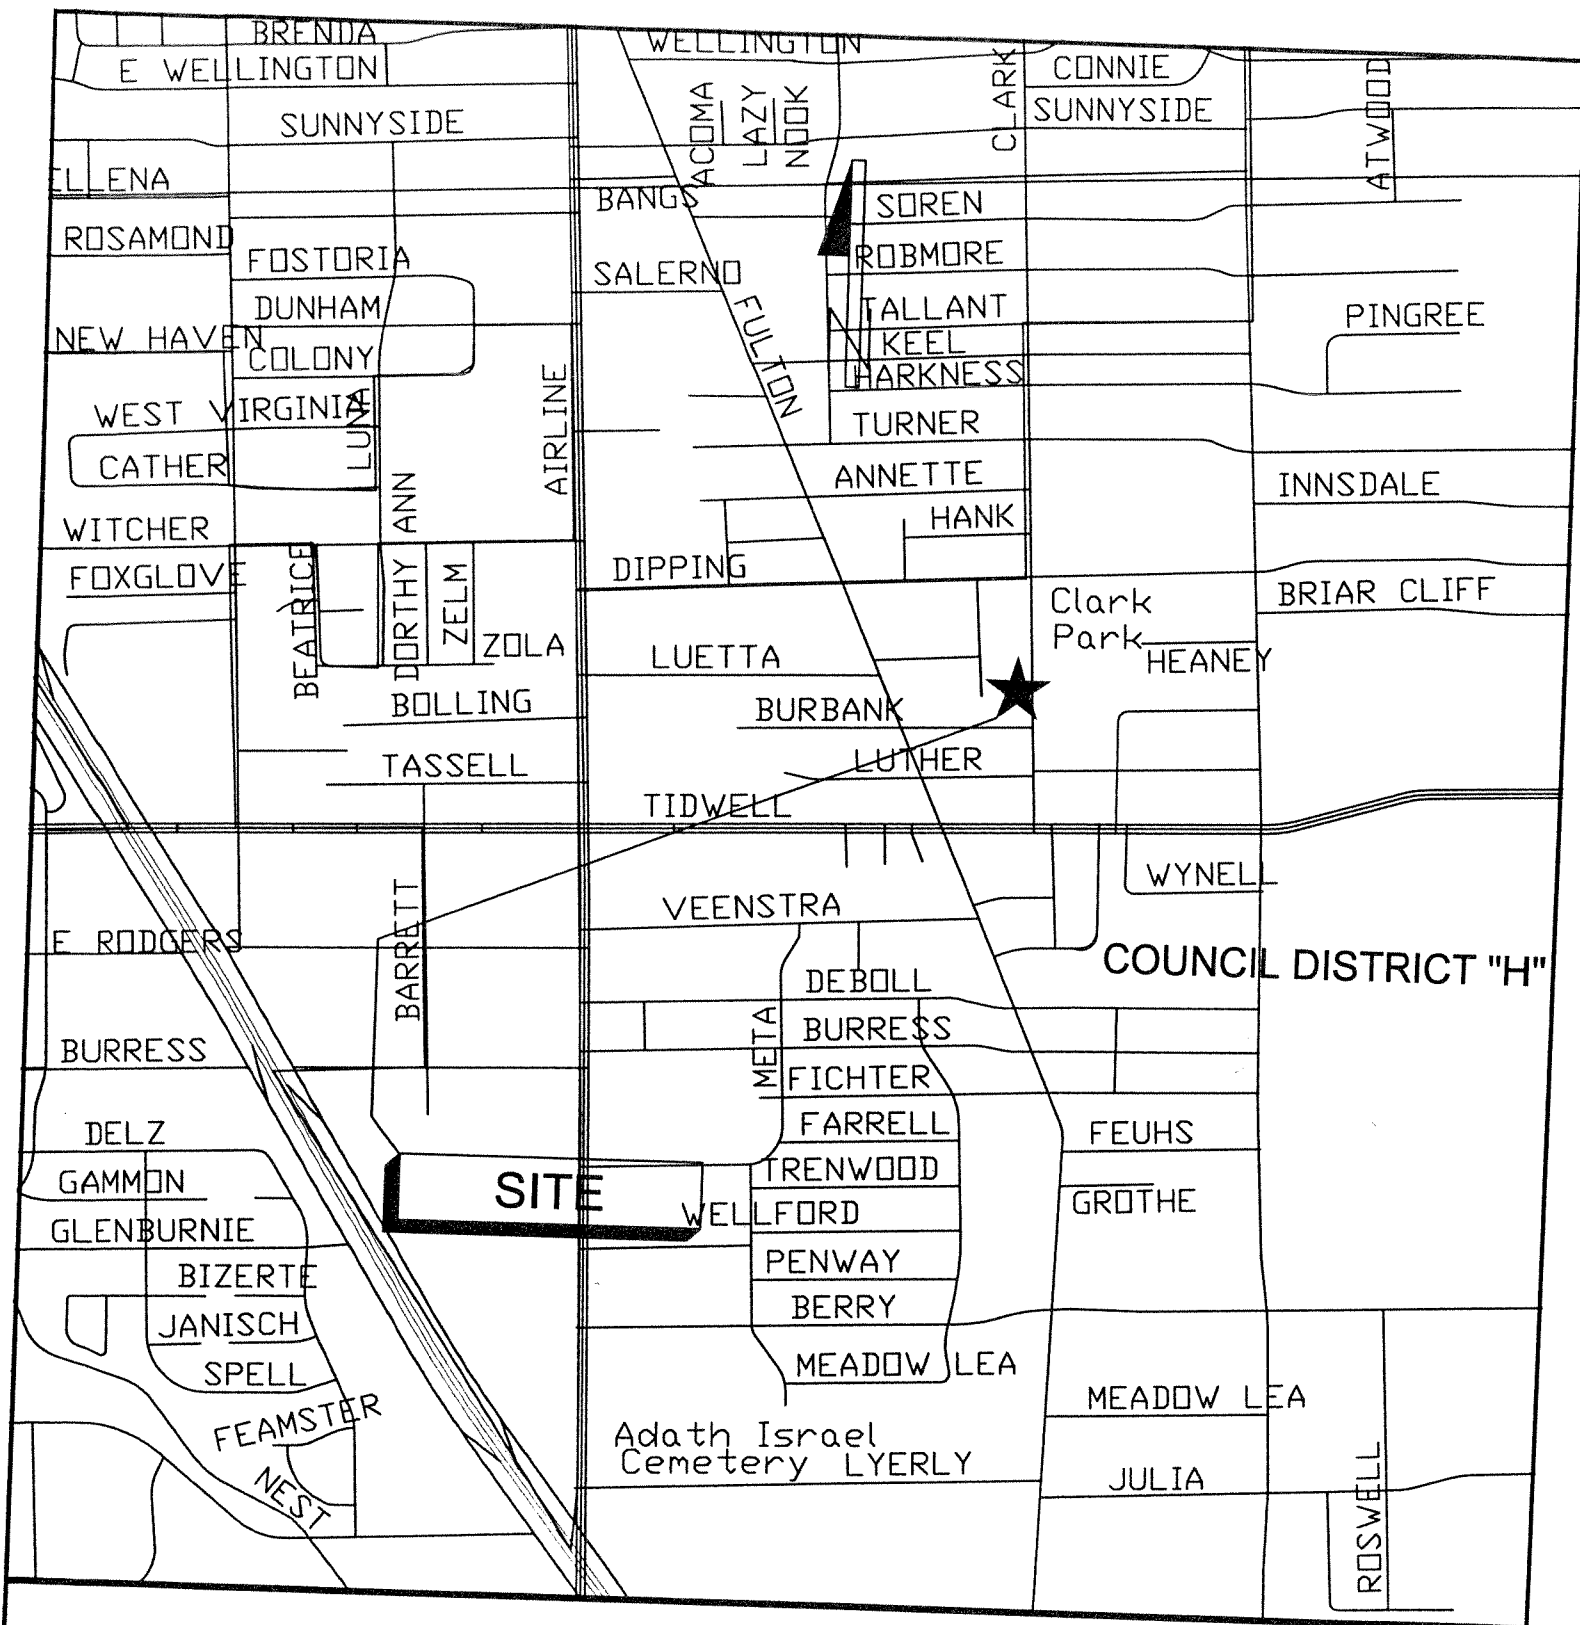 BRENDA
WELLINGTON
E WELLINGTON
CONNIE
CLARK
ATWOOD
ACOMA
LAZY
NOOK
SUNNYSIDE
SUNNYSIDE
ELLENA
BANGS
SOREN
ROSAMOND
FOSTORIA
ROBMORE
SALERNO
DUNHAM
FULTON
TALLANT
PINGREE
NEW HAVEN
COLONY
KEEL
HARKNESS
WEST VIRGINIA
LUNA
AIRLINE
TURNER
CATHER
ANNETTE
INNSDALE
WITCHER
DORTHY ANN
HANK
FOXGLOVE
BEATRICE
ZELM
DIPPING
Clark
Park
BRIAR CLIFF
ZOLA
LUETTA
HEANEY
BOLLING
BURBANK
TASSELL
LUTHER
TIDWELL
WYNELL
BARRETT
VEENSTRA
E RODGERS
COUNCIL DISTRICT "H"
DEBOLL
META
BURRESS
BURRESS
FICHTER
DELZ
FARRELL
FEUHS
GAMMON
SITE
TRENWOOD
WELLFORD
GROTHE
GLENBURNIE
PENWAY
BIZERTE
BERRY
JANISCH
SPELL
MEADOW LEA
MEADOW LEA
FEAMSTER
Adath Israel
Cemetery
LYERLY
JULIA
NEST
ROSWELL
N